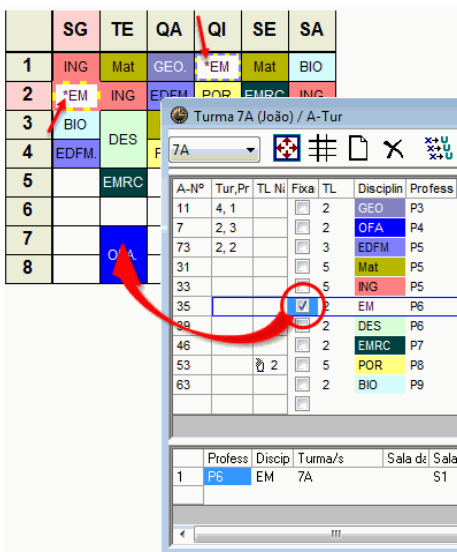 SG TE QA QI SE SA
1 ING Mat GEO. *EM Mat BIO
2 *EM ING EDFM POR EMRC ING
3 BIO DES
4 EDFM. F
5 EMRC
6
7 OFA.
8
Turma 7A (João) / A-Tur
7A
A-Nº Tur,Pr TL Ni Fixa TL Disciplin Profess
11 4, 1 2 GEO P3
7 2, 3 2 OFA P4
73 2, 2 3 EDFM P5
31 5 Mat P5
33 5 ING P5
35 2 EM P6
39 2 DES P6
46 2 EMRC P7
53 2 5 POR P8
63 2 BIO P9
Profess Discip Turma/s Sala da Sala
1 P6 EM 7A S1